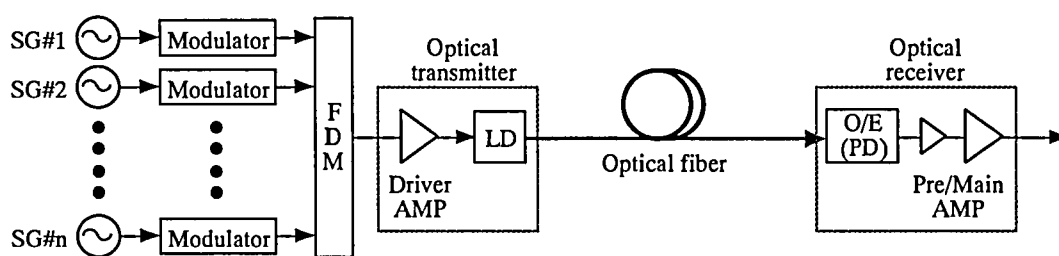 SG#1
Modulator
SG#2
Modulator
SG#n
Modulator
F
D
M
Optical
transmitter
LD
Driver
AMP
Optical fiber
Optical
receiver
O/E
(PD)
Pre/Main
AMP